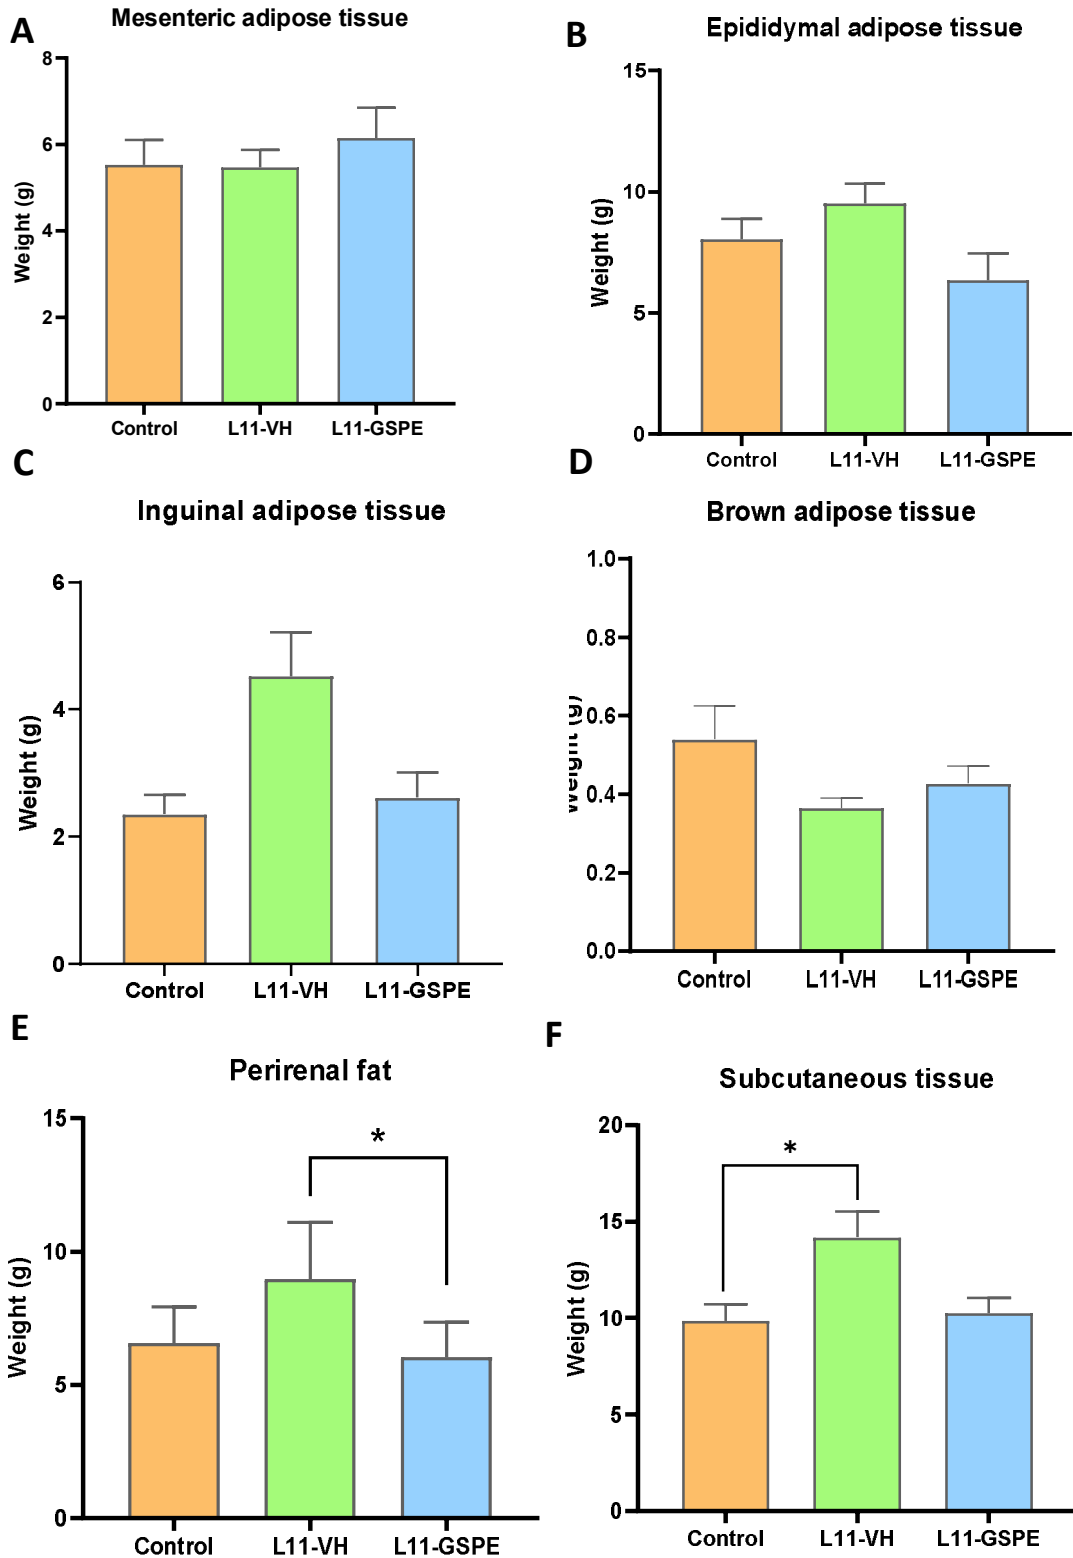 A
Mesenteric adipose tissue
Weight (g)
8
6
4
2
0
Control L11-VH L11-GSPE
B
Epididymal adipose tissue
Weight (g)
15
10
5
0
Control L11-VH L11-GSPE
C
Inguinal adipose tissue
Weight (g)
6
4
2
0
Control L11-VH L11-GSPE
D
Brown adipose tissue
Weight (g)
1.0
0.8
0.6
0.4
0.2
0.0
Control L11-VH L11-GSPE
E
Perirenal fat
Weight (g)
15
10
5
0
*
Control L11-VH L11-GSPE
F
Subcutaneous tissue
Weight (g)
20
15
10
5
0
*
Control L11-VH L11-GSPE